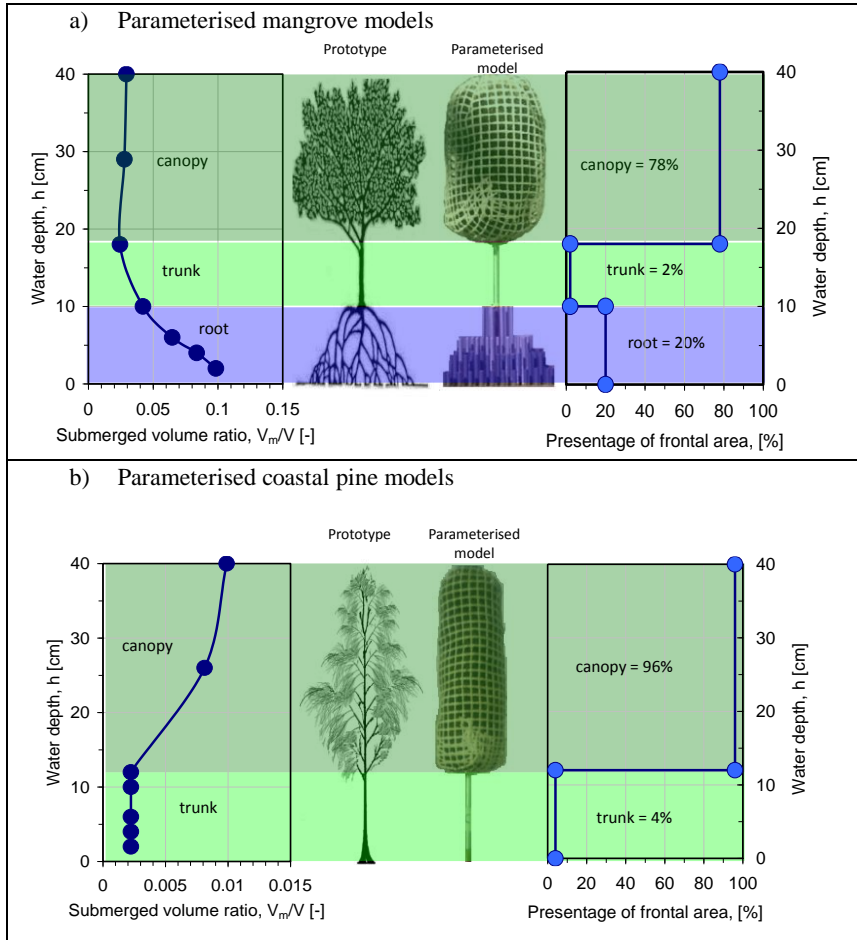 a) Parameterised mangrove models
Prototype
Parameterised
model
40
30
20
10
0
Water depth, h [cm]
canopy
trunk
root
0 0.05 0.1 0.15
Submerged volume ratio, Vm/V [-]
canopy = 78%
trunk = 2%
root = 20%
40
30
20
10
0
Water depth, h [cm]
0 20 40 60 80 100
Presentage of frontal area, [%]
b) Parameterised coastal pine models
Prototype
Parameterised
model
40
30
20
10
0
Water depth, h [cm]
canopy
trunk
0 0.005 0.01 0.015
Submerged volume ratio, Vm/V [-]
canopy = 96%
trunk = 4%
40
30
20
10
0
Water depth, h [cm]
0 20 40 60 80 100
Presentage of frontal area, [%]